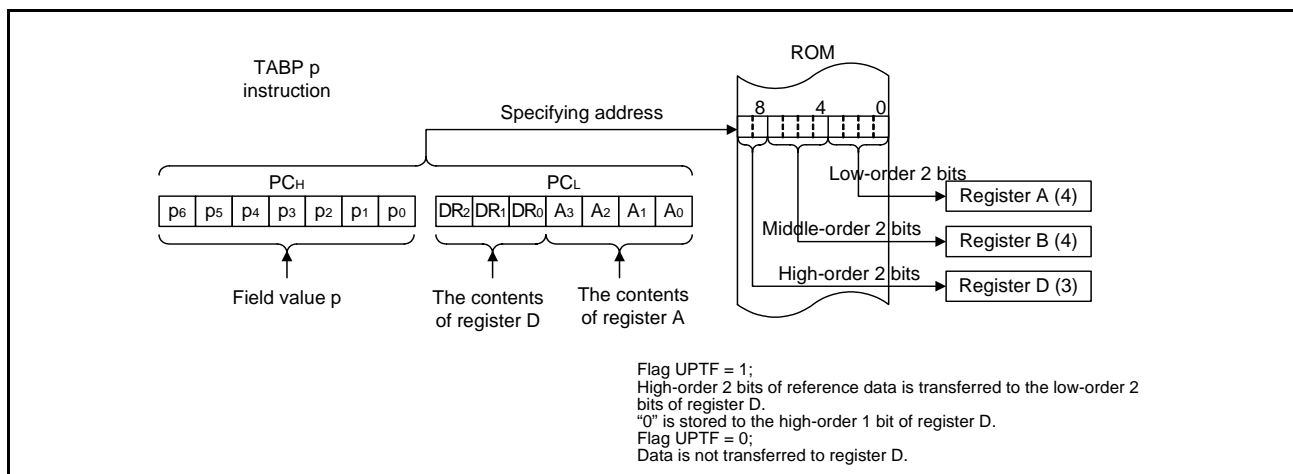 ROM
TABP p
instruction
8 4 0
Specifying address
Low-order 2 bits
PCH PCL
Register A (4)
p6 p5 p4 p3 p2 p1 p0 DR2 DR1 DR0 A3 A2 A1 A0
Middle-order 2 bits
Register B (4)
High-order 2 bits
Register D (3)
Field value p
The contents
of register D
The contents
of register A
Flag UPTF = 1;
High-order 2 bits of reference data is transferred to the low-order 2
bits of register D.
“0” is stored to the high-order 1 bit of register D.
Flag UPTF = 0;
Data is not transferred to register D.